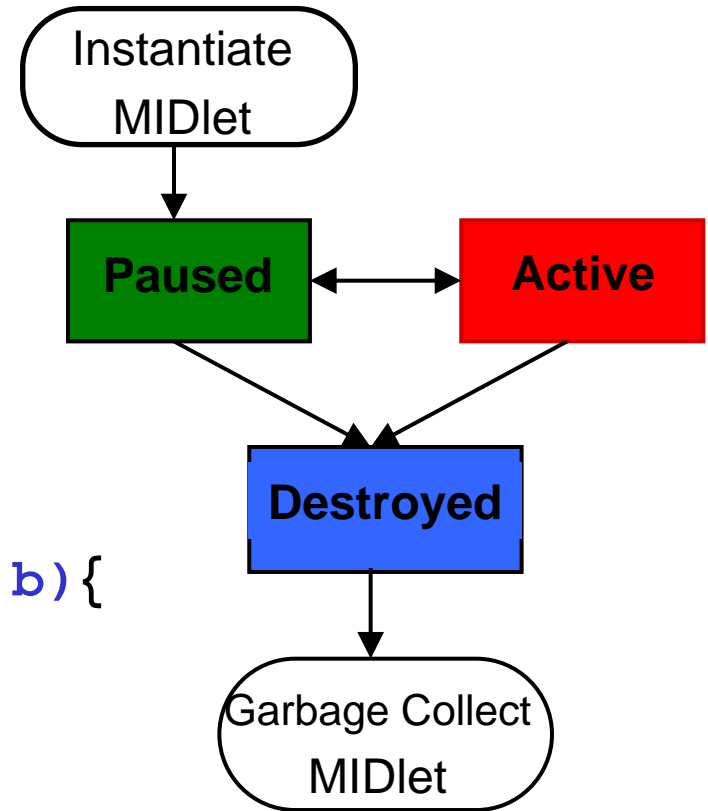 Instantiate
MIDlet
Paused
Active
Destroyed
b){
Garbage Collect
MIDlet